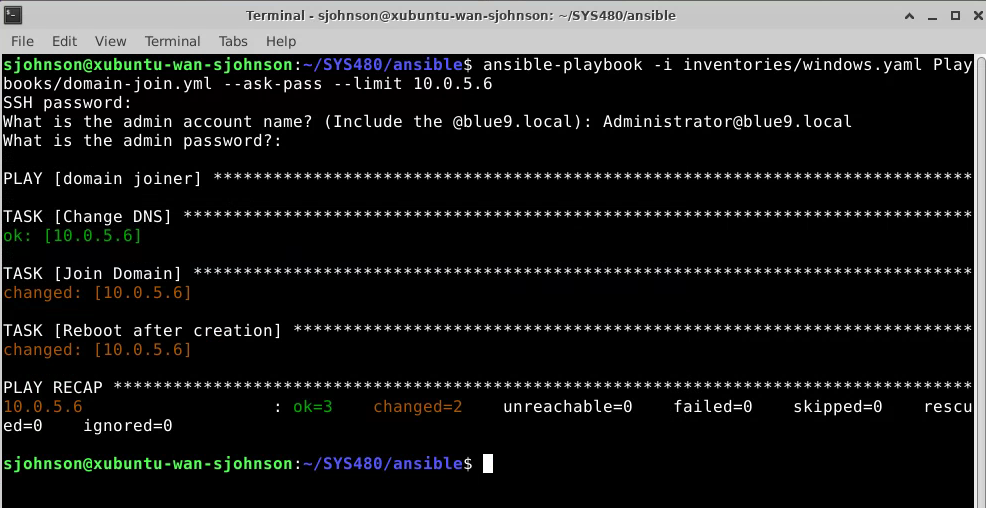 Terminal - sjohnson@xubuntu-wan-sjohnson: ~/SYS480/ansible
File Edit View Terminal Tabs Help
sjohnson@xubuntu-wan-sjohnson:~/SYS480/ansible$ ansible-playbook -i inventories/windows.yaml Play
books/domain-join.yml --ask-pass --limit 10.0.5.6
SSH password:
What is the admin account name? (Include the @blue9.local): Administrator@blue9.local
What is the admin password?:
PLAY [domain joiner] ****************************************************************************
TASK [Change DNS] *******************************************************************************
ok: [10.0.5.6]
TASK [Join Domain] ******************************************************************************
changed: [10.0.5.6]
TASK [Reboot after creation] ********************************************************************
changed: [10.0.5.6]
PLAY RECAP **************************************************************************************
10.0.5.6                   : ok=3    changed=2    unreachable=0    failed=0    skipped=0    rescu
ed=0    ignored=0
sjohnson@xubuntu-wan-sjohnson:~/SYS480/ansible$